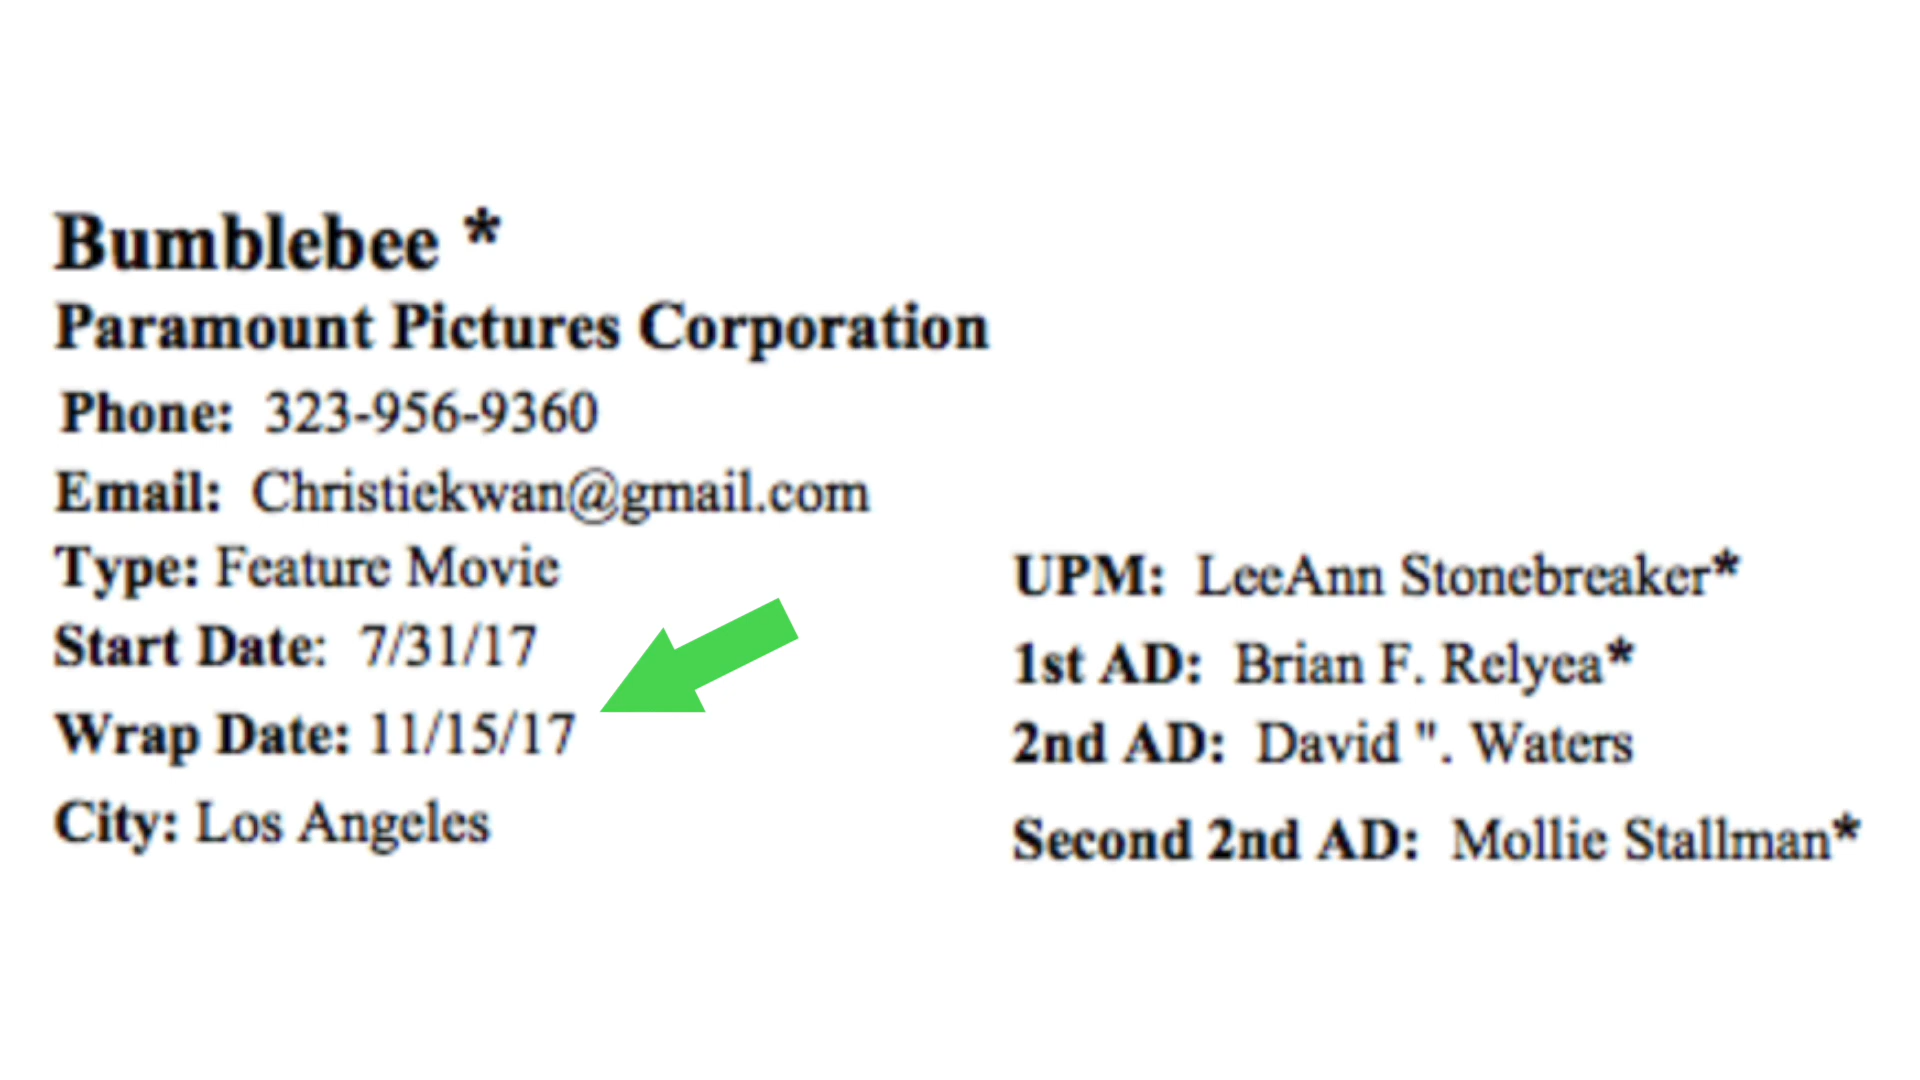 Bumblebee *
Paramount Pictures Corporation
Phone: 323-956-9360
Email: Christiekwan@gmail.com
Type: Feature Movie
Start Date: 7/31/17
Wrap Date: 11/15/17
City: Los Angeles
UPM: LeeAnn Stonebreaker*
1st AD: Brian F. Relyea*
2nd AD: David ". Waters
Second 2nd AD: Mollie Stallman*